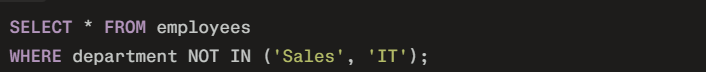 SELECT * FROM employees
WHERE department NOT IN ('Sales', 'IT');